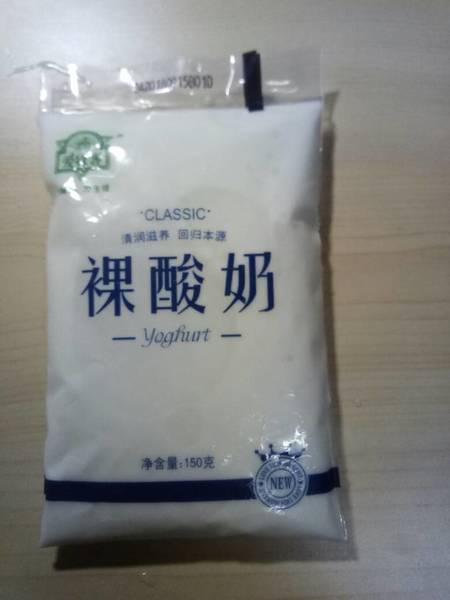 CLASSIC
清润滋养 回归本源
裸酸奶
Yoghurt
净含量:150克
NEW